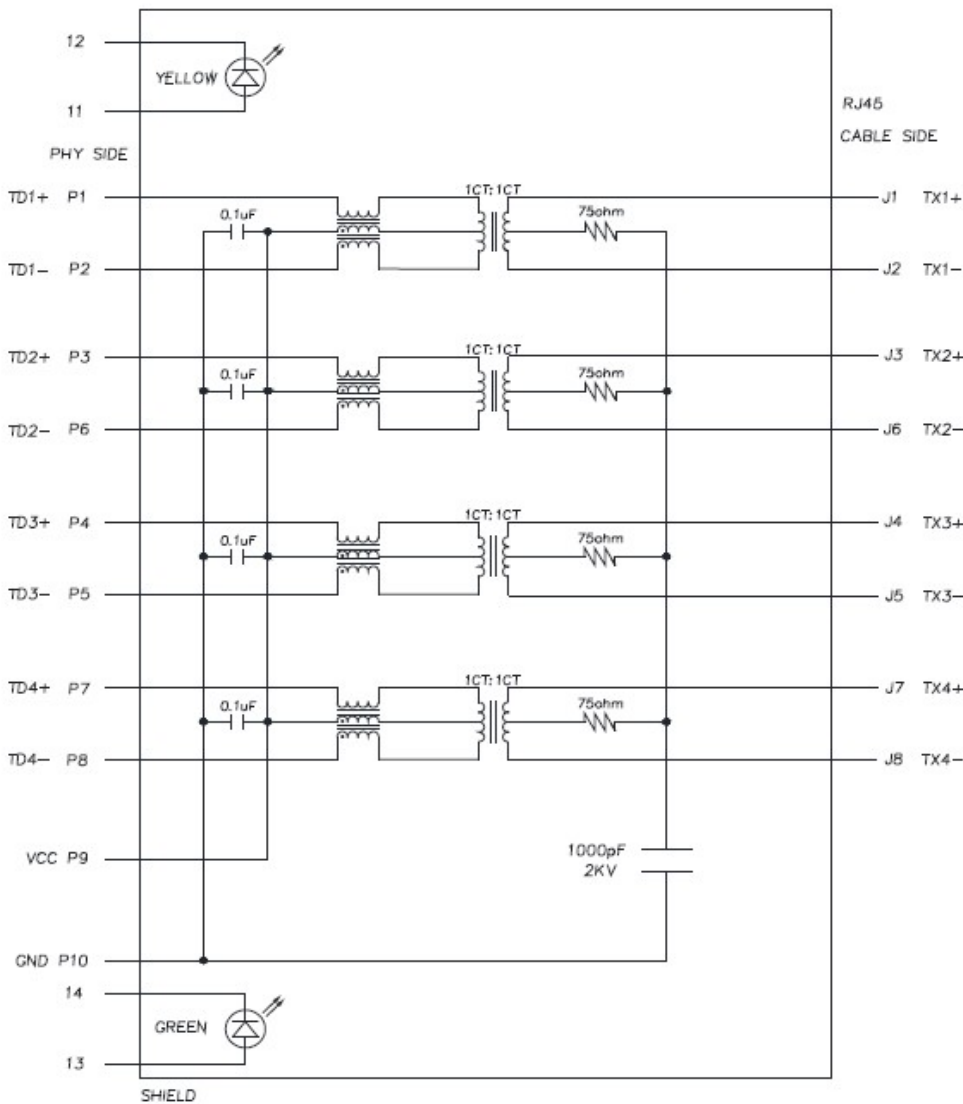 12
YELLOW
11
RJ45
CABLE SIDE
PHY SIDE
1CT:1CT
TD1+ P1
J1 TX1+
0.1uF
75ohm
TD1- P2
J2 TX1-
1CT:1CT
TD2+ P3
J3 TX2+
0.1uF
75ohm
TD2- P6
J6 TX2-
1CT:1CT
TD3+ P4
J4 TX3+
0.1uF
75ohm
TD3- P5
J5 TX3-
1CT:1CT
TD4+ P7
J7 TX4+
0.1uF
75ohm
TD4- P8
J8 TX4-
VCC P9
1000pF
2KV
GND P10
14
GREEN
13
SHIELD